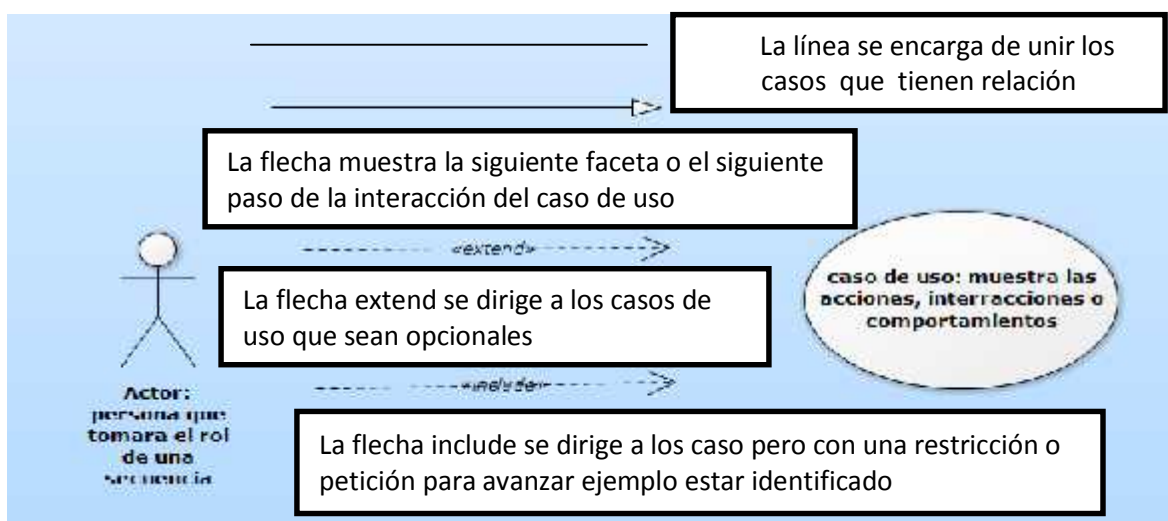 La línea se encarga de unir los
casos que tienen relación
La flecha muestra la siguiente faceta o el siguiente
paso de la interacción del caso de uso
«extend»
caso de uso: muestra las
acciones, interracciones o
comportamientos
La flecha extend se dirige a los casos de
uso que sean opcionales
«include»
Actor:
persona que
tomara el rol
de una
secuencia
La flecha include se dirige a los caso pero con una restricción o
petición para avanzar ejemplo estar identificado